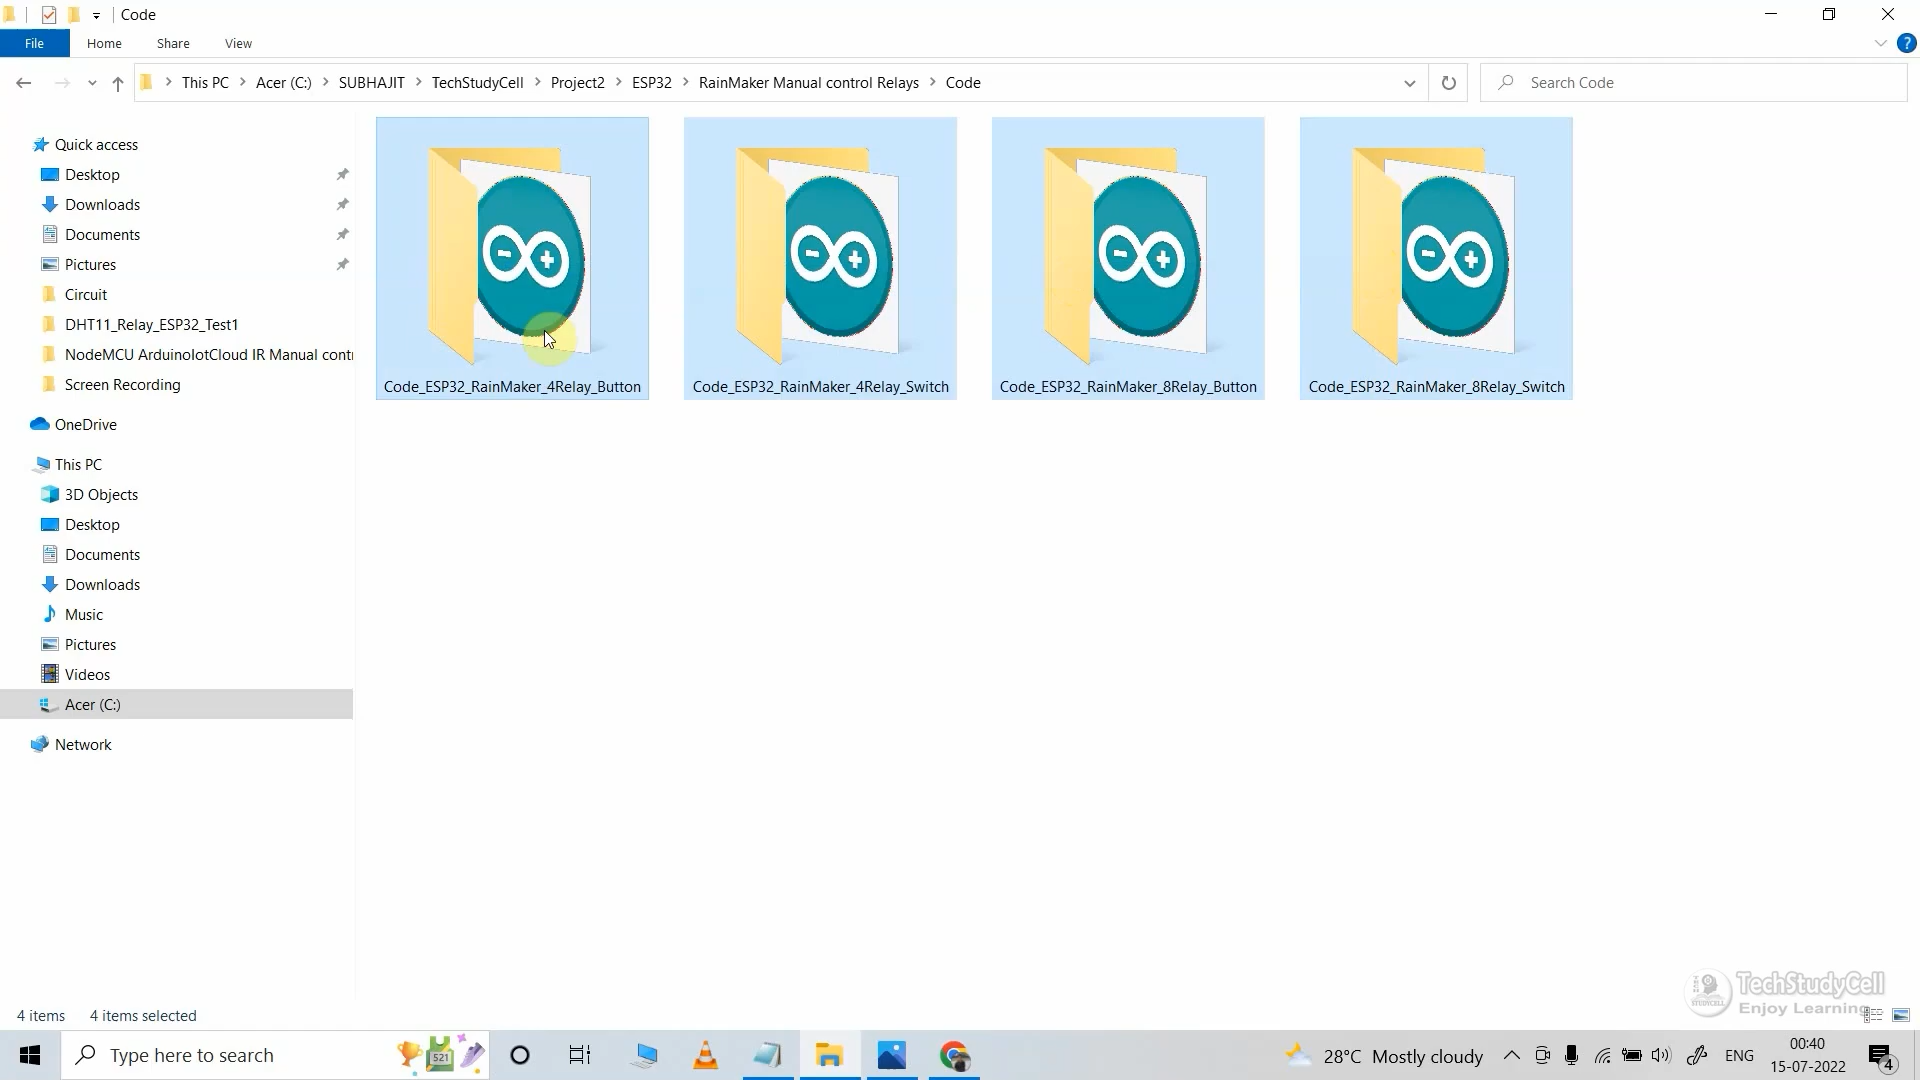 Code
File Home Share View ?
This PC Acer (C:) SUBHAJIT TechStudyCell Project2 ESP32 RainMaker Manual control Relays Code
Search Code
Quick access
Desktop
Downloads
Documents
Pictures
Circuit
DHT11_Relay_ESP32_Test1
NodeMCU ArduinoIotCloud IR Manual contr
Screen Recording
OneDrive
This PC
3D Objects
Desktop
Documents
Downloads
Music
Pictures
Videos
Acer (C:)
Network
Code_ESP32_RainMaker_4Relay_Button
Code_ESP32_RainMaker_4Relay_Switch
Code_ESP32_RainMaker_8Relay_Button
Code_ESP32_RainMaker_8Relay_Switch
TechStudyCell
Enjoy Learning
4 items 4 items selected
Type here to search
521
28°C Mostly cloudy
ENG
00:40
15-07-2022
4